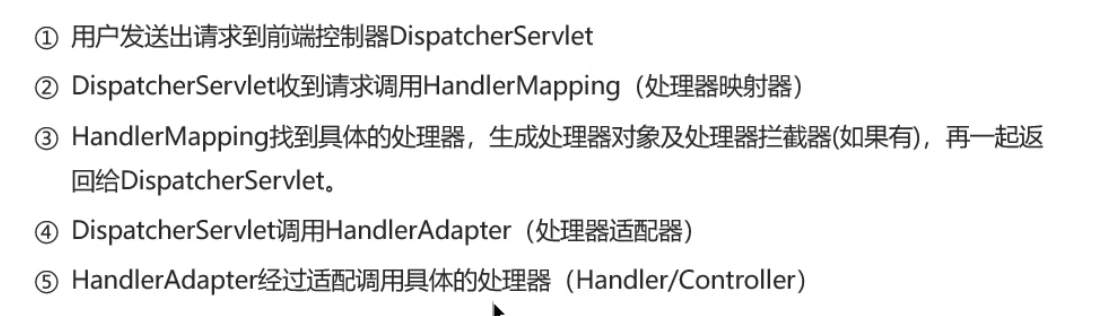 ① 用户发送出请求到前端控制器DispatcherServlet
② DispatcherServlet收到请求调用HandlerMapping（处理器映射器）
③ HandlerMapping找到具体的处理器，生成处理器对象及处理器拦截器(如果有)，再一起返
回给DispatcherServlet。
④ DispatcherServlet调用HandlerAdapter（处理器适配器）
⑤ HandlerAdapter经过适配调用具体的处理器（Handler/Controller）